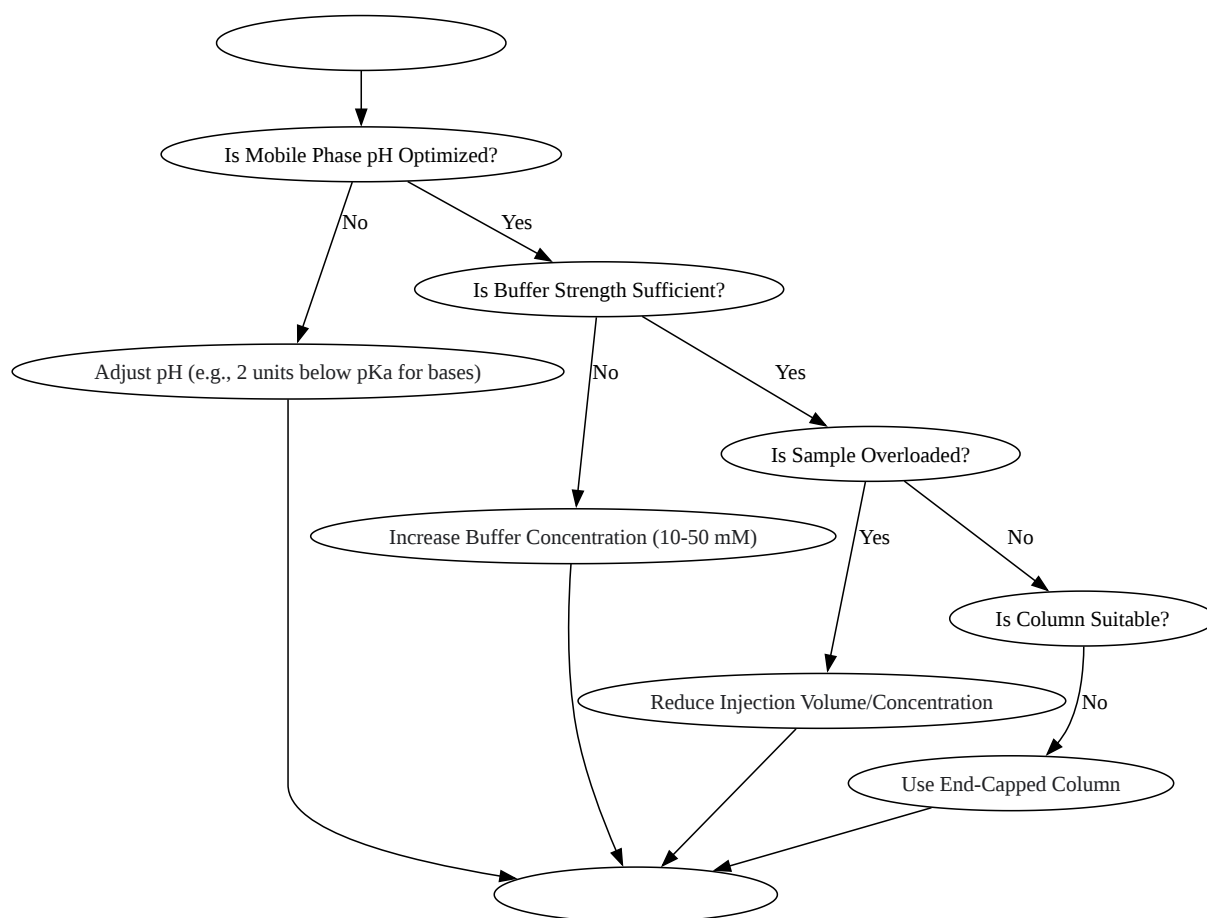 Is Mobile Phase pH Optimized?
No
Yes
Is Buffer Strength Sufficient?
Adjust pH (e.g., 2 units below pKa for bases)
No
Yes
Is Sample Overloaded?
Increase Buffer Concentration (10-50 mM)
Yes
No
Is Column Suitable?
Reduce Injection Volume/Concentration
No
Use End-Capped Column